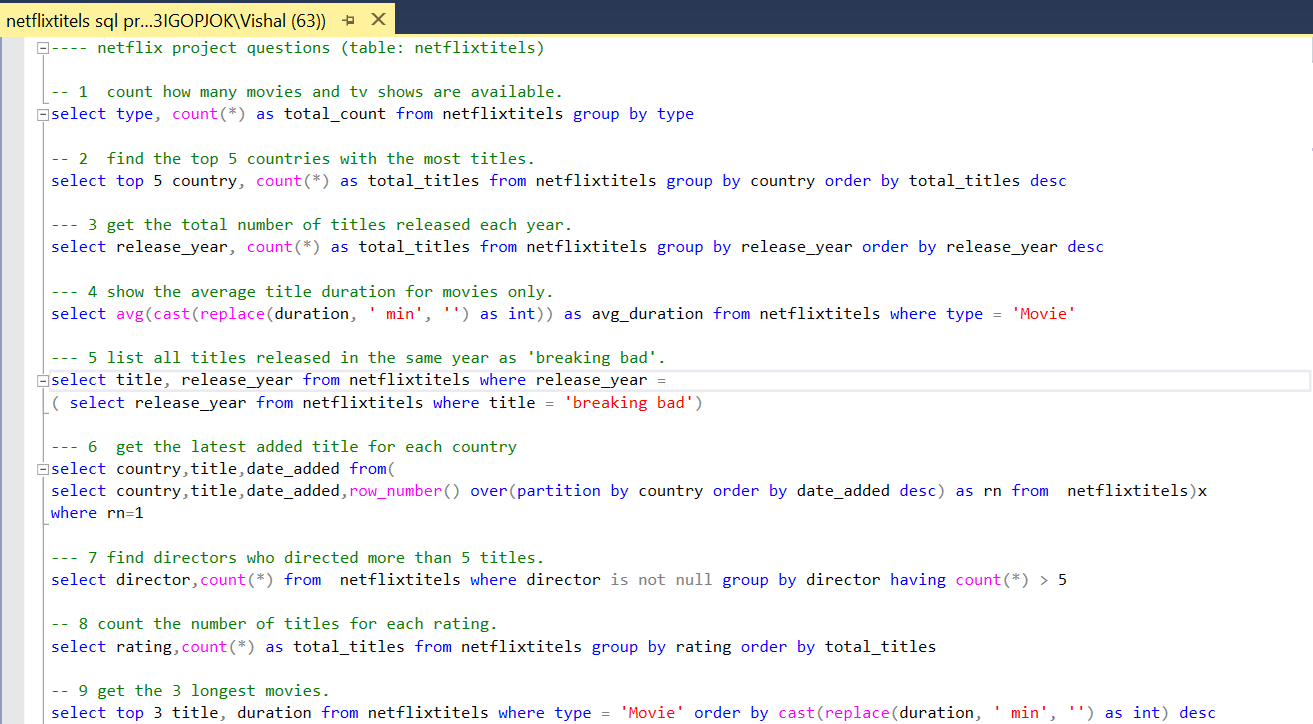 netflixtitels sql pr...3IGOPJOK\Vishal (63))
---- netflix project questions (table: netflixtitels)
-- 1  count how many movies and tv shows are available.
select type, count(*) as total_count from netflixtitels group by type
-- 2  find the top 5 countries with the most titles.
select top 5 country, count(*) as total_titles from netflixtitels group by country order by total_titles desc
--- 3 get the total number of titles released each year.
select release_year, count(*) as total_titles from netflixtitels group by release_year order by release_year desc
--- 4 show the average title duration for movies only.
select avg(cast(replace(duration, ' min', '') as int)) as avg_duration from netflixtitels where type = 'Movie'
--- 5 list all titles released in the same year as 'breaking bad'.
select title, release_year from netflixtitels where release_year =
( select release_year from netflixtitels where title = 'breaking bad')
--- 6  get the latest added title for each country
select country,title,date_added from(
select country,title,date_added,row_number() over(partition by country order by date_added desc) as rn from  netflixtitels)x
where rn=1
--- 7 find directors who directed more than 5 titles.
select director,count(*) from  netflixtitels where director is not null group by director having count(*) > 5
-- 8 count the number of titles for each rating.
select rating,count(*) as total_titles from netflixtitels group by rating order by total_titles
-- 9 get the 3 longest movies.
select top 3 title, duration from netflixtitels where type = 'Movie' order by cast(replace(duration, ' min', '') as int) desc